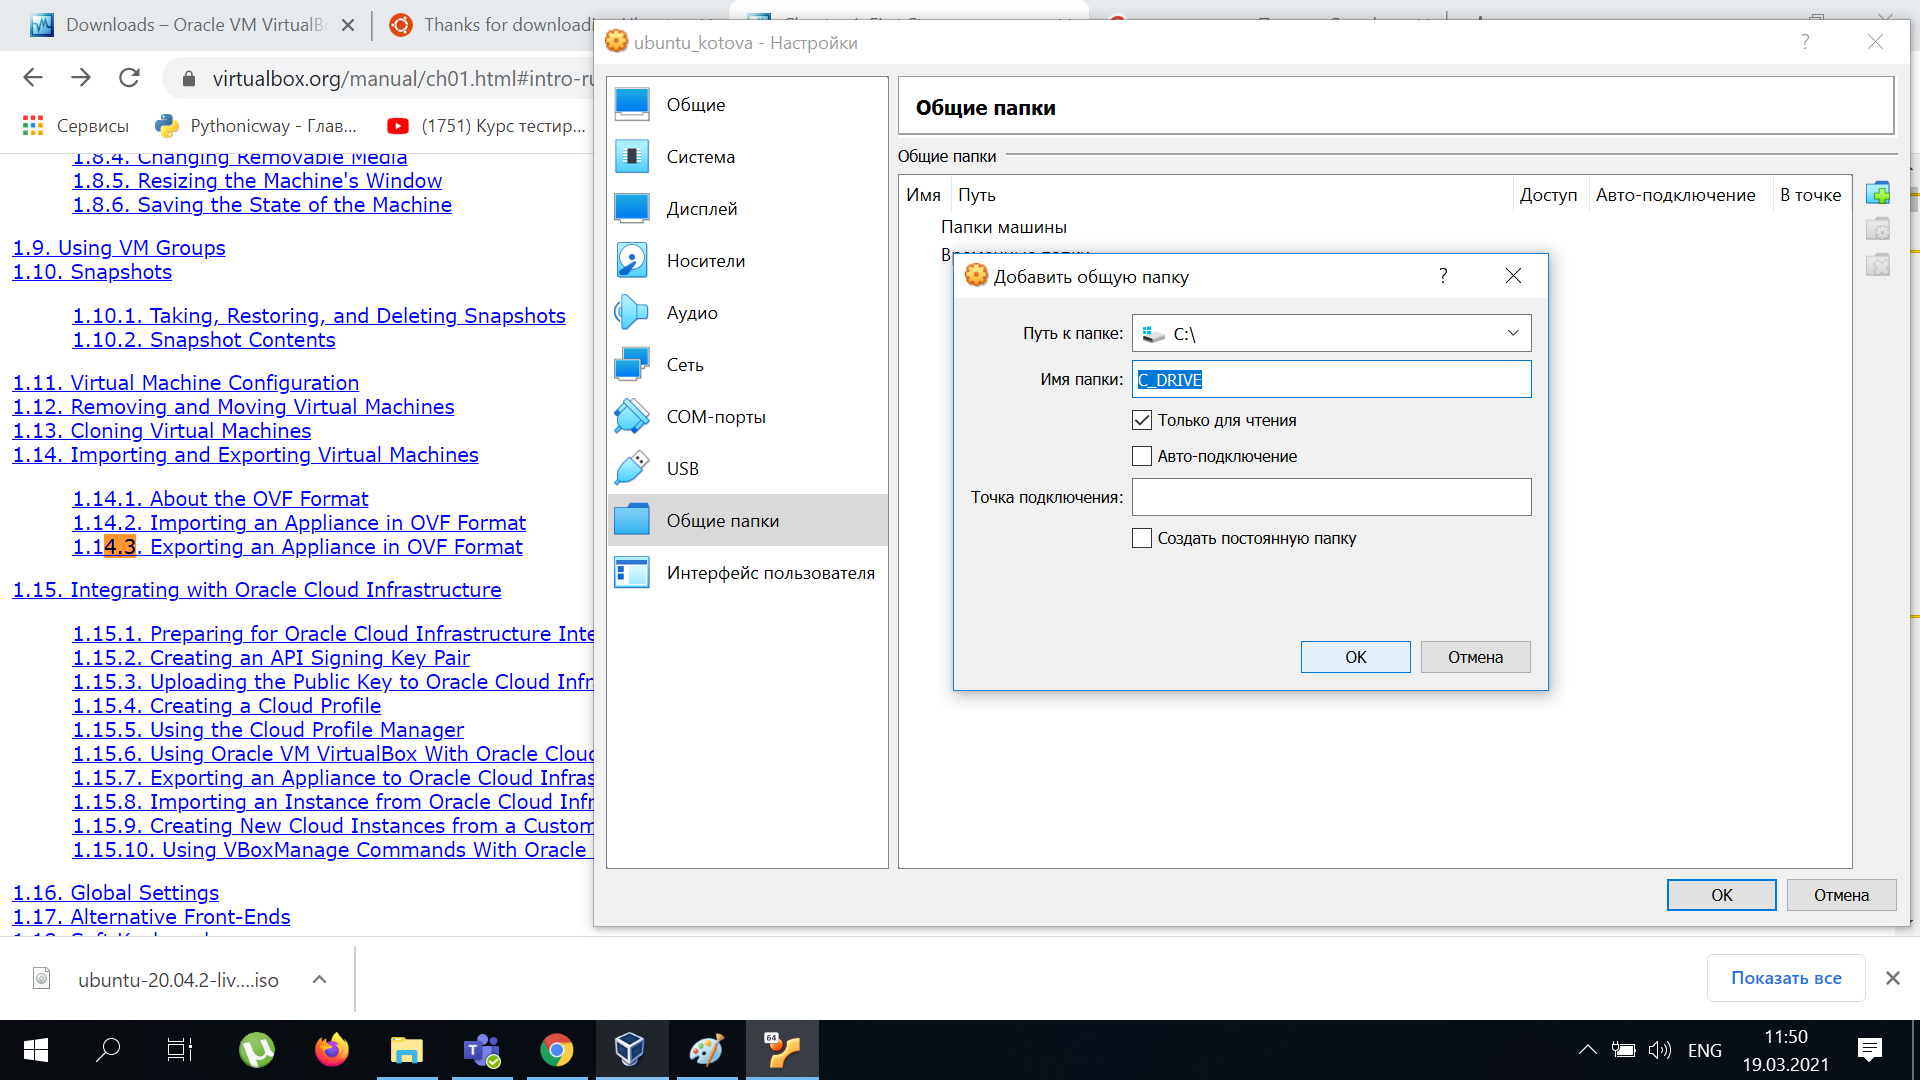 Downloads – Oracle VM VirtualB
Thanks for downloadin
virtualbox.org/manual/ch01.html#intro-ru
Сервисы
Pythonicway - Глав...
(1751) Курс тестир...
1.8.4. Changing Removable Media
1.8.5. Resizing the Machine's Window
1.8.6. Saving the State of the Machine
1.9. Using VM Groups
1.10. Snapshots
1.10.1. Taking, Restoring, and Deleting Snapshots
1.10.2. Snapshot Contents
1.11. Virtual Machine Configuration
1.12. Removing and Moving Virtual Machines
1.13. Cloning Virtual Machines
1.14. Importing and Exporting Virtual Machines
1.14.1. About the OVF Format
1.14.2. Importing an Appliance in OVF Format
1.14.3. Exporting an Appliance in OVF Format
1.15. Integrating with Oracle Cloud Infrastructure
1.15.1. Preparing for Oracle Cloud Infrastructure Inte
1.15.2. Creating an API Signing Key Pair
1.15.3. Uploading the Public Key to Oracle Cloud Infr
1.15.4. Creating a Cloud Profile
1.15.5. Using the Cloud Profile Manager
1.15.6. Using Oracle VM VirtualBox With Oracle Cloud
1.15.7. Exporting an Appliance to Oracle Cloud Infras
1.15.8. Importing an Instance from Oracle Cloud Infr
1.15.9. Creating New Cloud Instances from a Custom
1.15.10. Using VBoxManage Commands With Oracle
1.16. Global Settings
1.17. Alternative Front-Ends
ubuntu_kotova - Настройки
?
Общие
Система
Дисплей
Носители
Аудио
Сеть
COM-порты
USB
Общие папки
Интерфейс пользователя
Общие папки
Общие папки
Имя Путь Доступ Авто-подключение В точке
Папки машины
Временные папки
Добавить общую папку
?
Путь к папке: C:\
Имя папки: C_DRIVE
Только для чтения
Авто-подключение
Точка подключения:
Создать постоянную папку
OK Отмена
OK Отмена
ubuntu-20.04.2-liv....iso
Показать все
64
ENG
11:50
19.03.2021